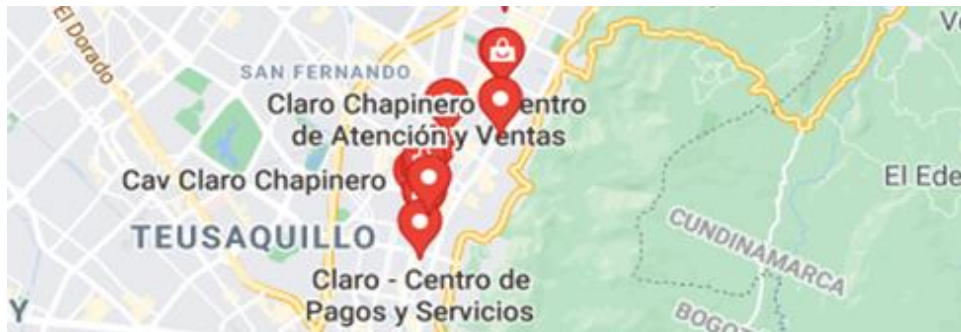 El Dorado
SAN FERNANDO
Claro Chapinero entro
de Atención y Ventas
Cav Claro Chapinero
TEUSAQUILLO
Claro - Centro de
Pagos y Servicios
El Ede
CUNDINAMARCA
BOGOT
V
Y